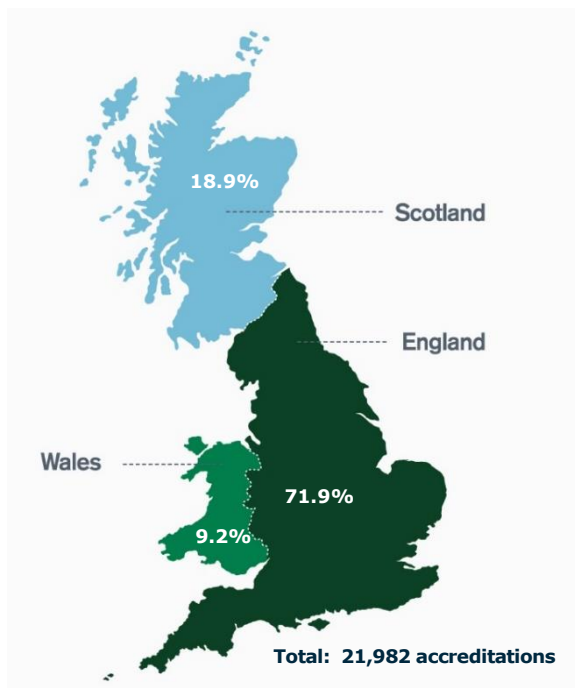 18.9%
Scotland
England
Wales
71.9%
9.2%
Total: 21,982 accreditations